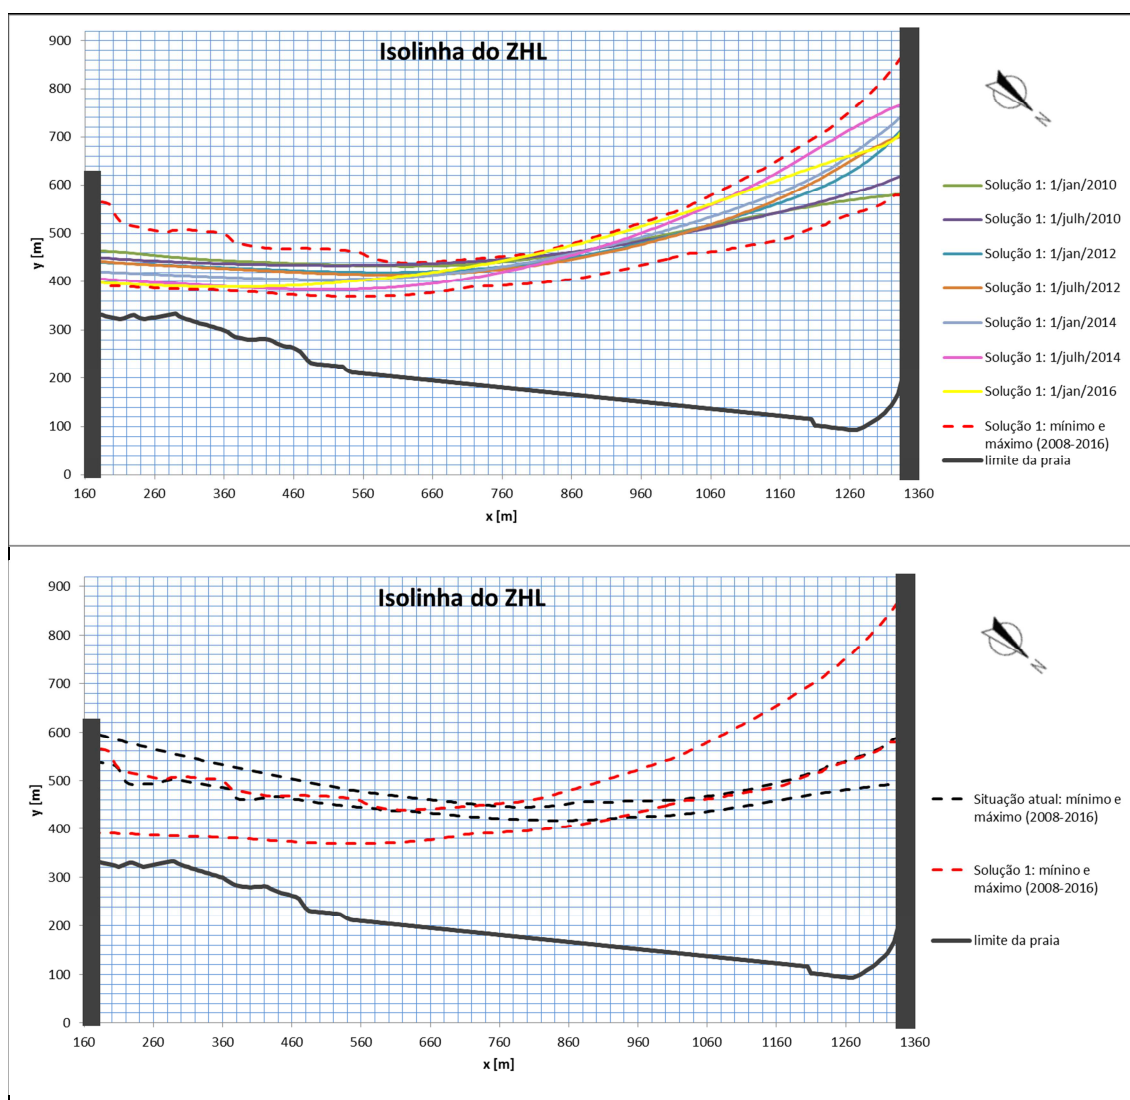 Isolinha do ZHL
900
800
700
600
500
400
300
200
100
0
y [m]
160 260 360 460 560 660 760 860 960 1060 1160 1260 1360
x [m]
N
Solução 1: 1/jan/2010
Solução 1: 1/julh/2010
Solução 1: 1/jan/2012
Solução 1: 1/julh/2012
Solução 1: 1/jan/2014
Solução 1: 1/julh/2014
Solução 1: 1/jan/2016
Solução 1: mínimo e
máximo (2008-2016)
limite da praia
Isolinha do ZHL
900
800
700
600
500
400
300
200
100
0
y [m]
160 260 360 460 560 660 760 860 960 1060 1160 1260 1360
x [m]
N
Situação atual: mínimo e
máximo (2008-2016)
Solução 1: mínino e
máximo (2008-2016)
limite da praia